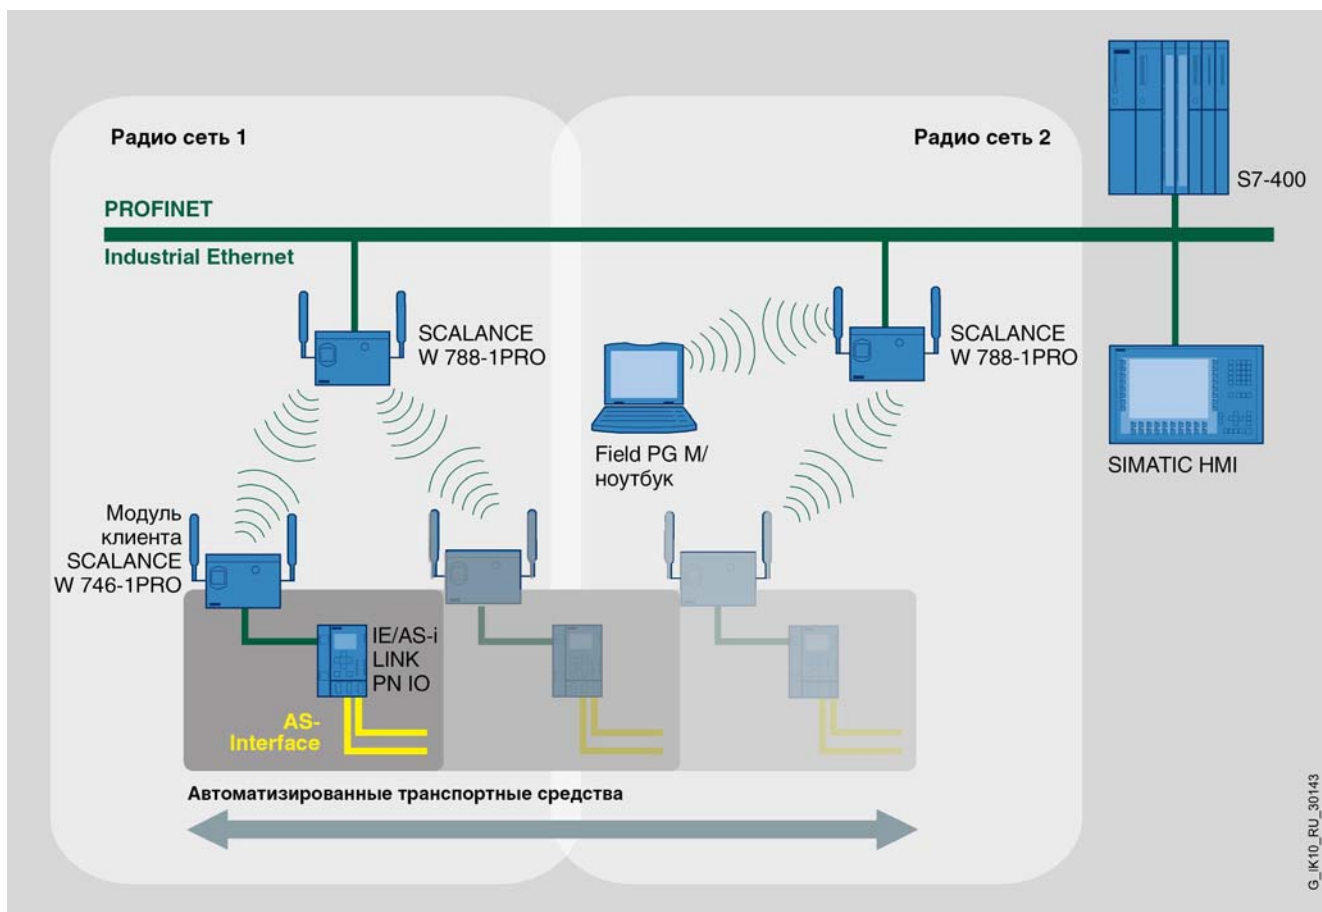 Радио сеть 1
Радио сеть 2
S7-400
PROFINET
Industrial Ethernet
SCALANCE
W 788-1PRO
SCALANCE
W 788-1PRO
Field PG M/
ноутбук
SIMATIC HMI
Модуль
клиента
SCALANCE
W 746-1PRO
IE/AS-i
LINK
PN IO
AS-
Interface
Автоматизированные транспортные средства
G_IK10_RU_30143